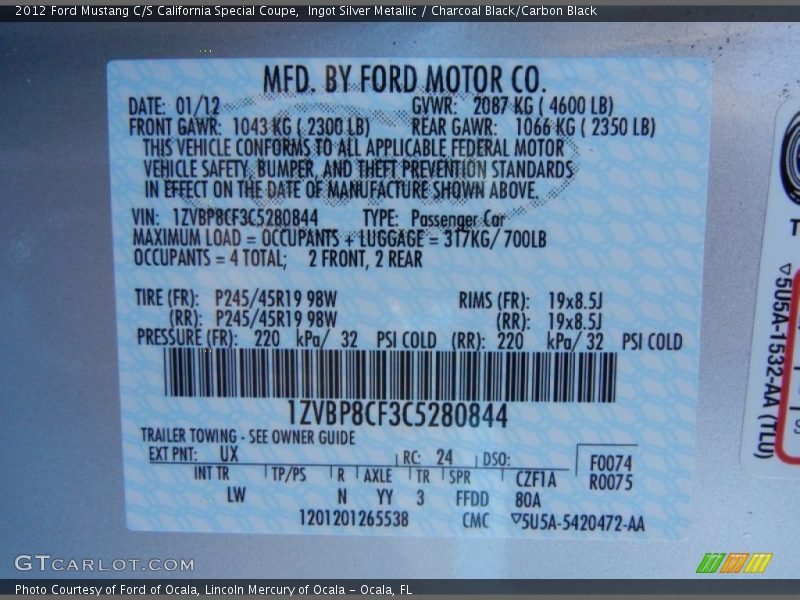 2012 Ford Mustang C/S California Special Coupe, Ingot Silver Metallic / Charcoal Black/Carbon Black
MFD. BY FORD MOTOR CO.
DATE: 01/12 GVWR: 2087 KG ( 4600 LB)
FRONT GAWR: 1043 KG ( 2300 LB) REAR GAWR: 1066 KG ( 2350 LB)
THIS VEHICLE CONFORMS TO ALL APPLICABLE FEDERAL MOTOR
VEHICLE SAFETY, BUMPER, AND THEFT PREVENTION STANDARDS
IN EFFECT ON THE DATE OF MANUFACTURE SHOWN ABOVE.
VIN: 1ZVBP8CF3C5280844 TYPE: Passenger Car
MAXIMUM LOAD = OCCUPANTS + LUGGAGE = 317KG/ 700LB
OCCUPANTS = 4 TOTAL; 2 FRONT, 2 REAR
TIRE (FR): P245/45R19 98W RIMS (FR): 19x8.5J
(RR): P245/45R19 98W (RR): 19x8.5J
PRESSURE (FR): 220 kPa/ 32 PSI COLD (RR): 220 kPa/ 32 PSI COLD
1ZVBP8CF3C5280844
TRAILER TOWING - SEE OWNER GUIDE
EXT PNT: UX RC: 24 DSO: F0074
INT TR TP/PS R AXLE TR SPR CZF1A R0075
LW N YY 3 FFDD 80A
1201201265538 CMC ▽5U5A-5420472-AA
▽5U5A-1532-AA (TLU)
GTCARLOT.COM
Photo Courtesy of Ford of Ocala, Lincoln Mercury of Ocala – Ocala, FL